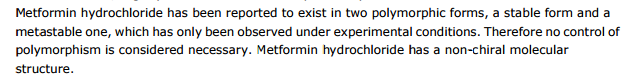 Metformin hydrochloride has been reported to exist in two polymorphic forms, a stable form and a
metastable one, which has only been observed under experimental conditions. Therefore no control of
polymorphism is considered necessary. Metformin hydrochloride has a non-chiral molecular
structure.